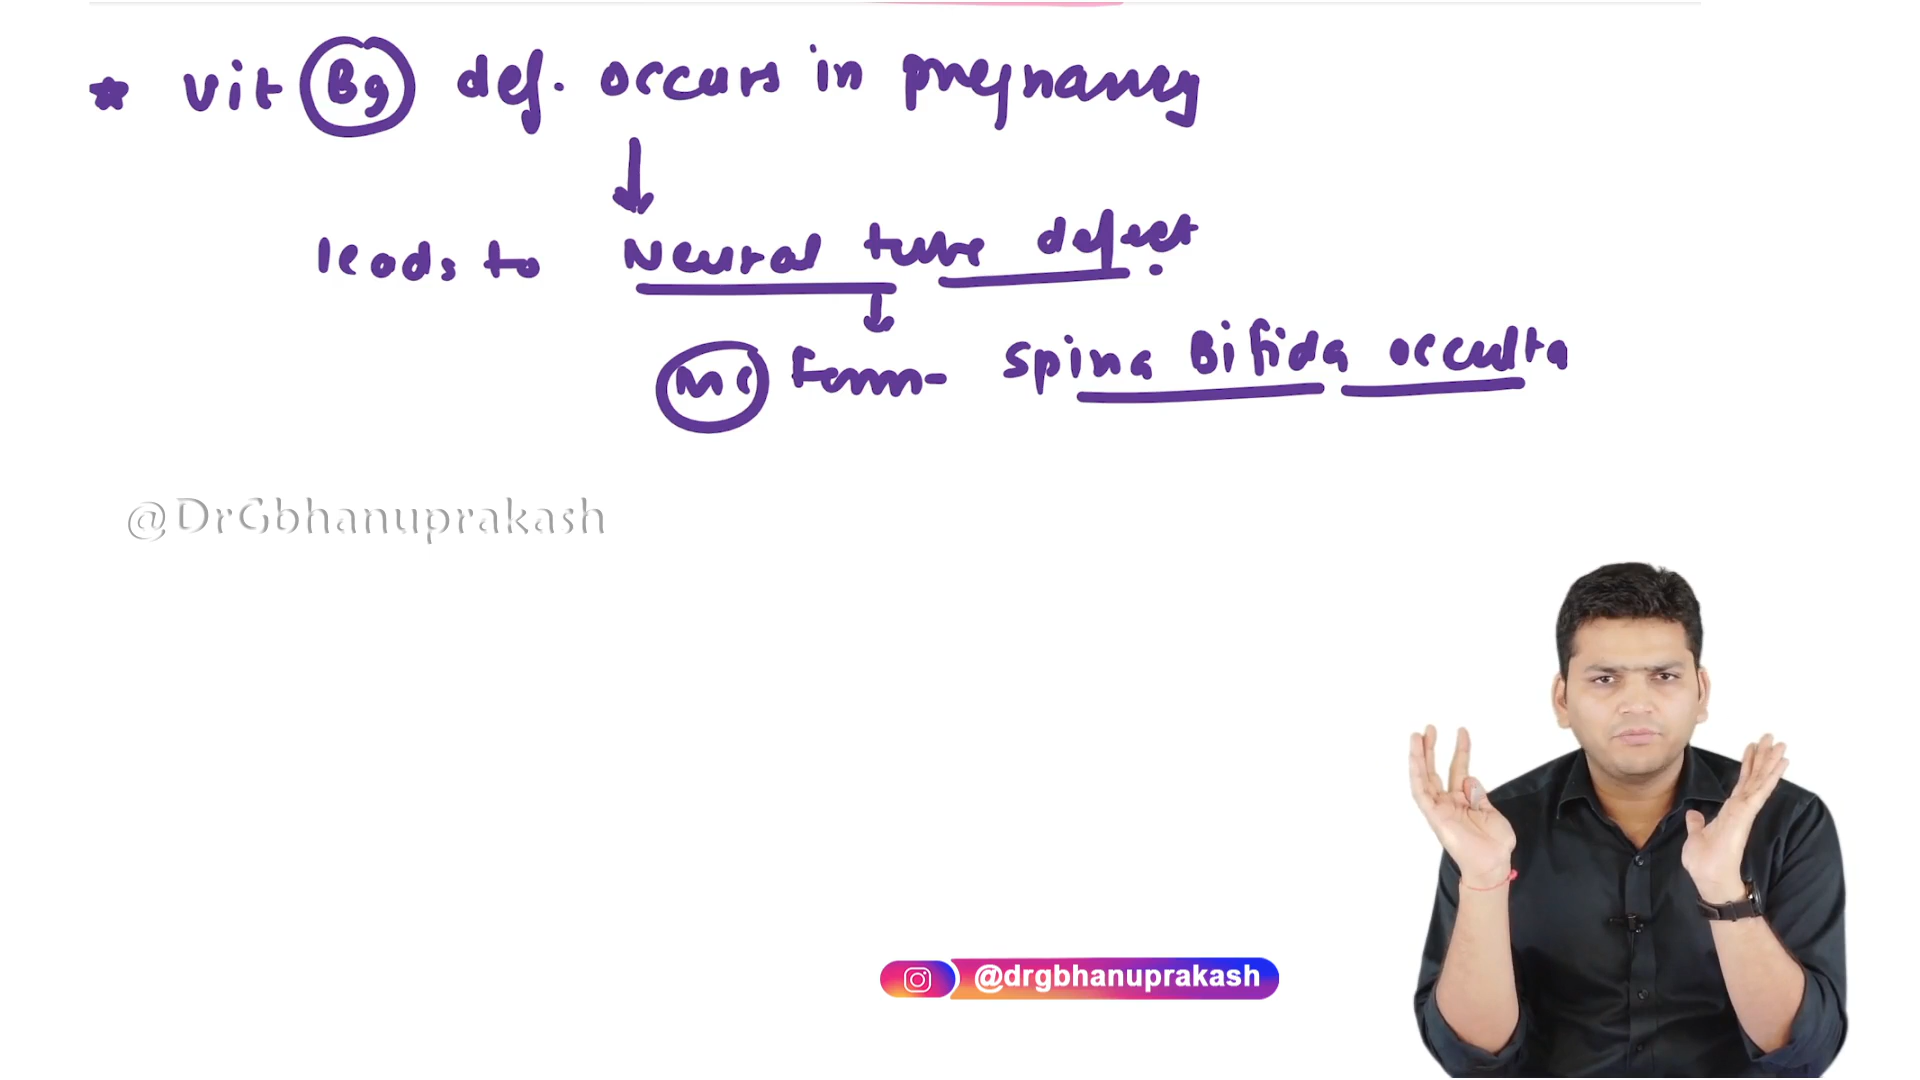 * Vit B9 def. occurs in pregnancy
↓
leads to Neural tube defect
↓
MC Form- Spina Bifida occulta
@DrGbhanuprakash
@drgbhanuprakash